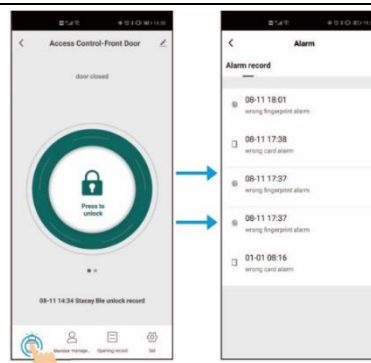 Access Control-Front Door
door closed
Press to
unlock
08-11 14:34 Stacey Ble unlock record
Member manage...
Opening record
Set
Alarm
Alarm record
08-11 18:01
wrong fingerprint alarm
08-11 17:38
wrong card alarm
08-11 17:37
wrong fingerprint alarm
08-11 17:37
wrong fingerprint alarm
01-01 08:16
wrong card alarm